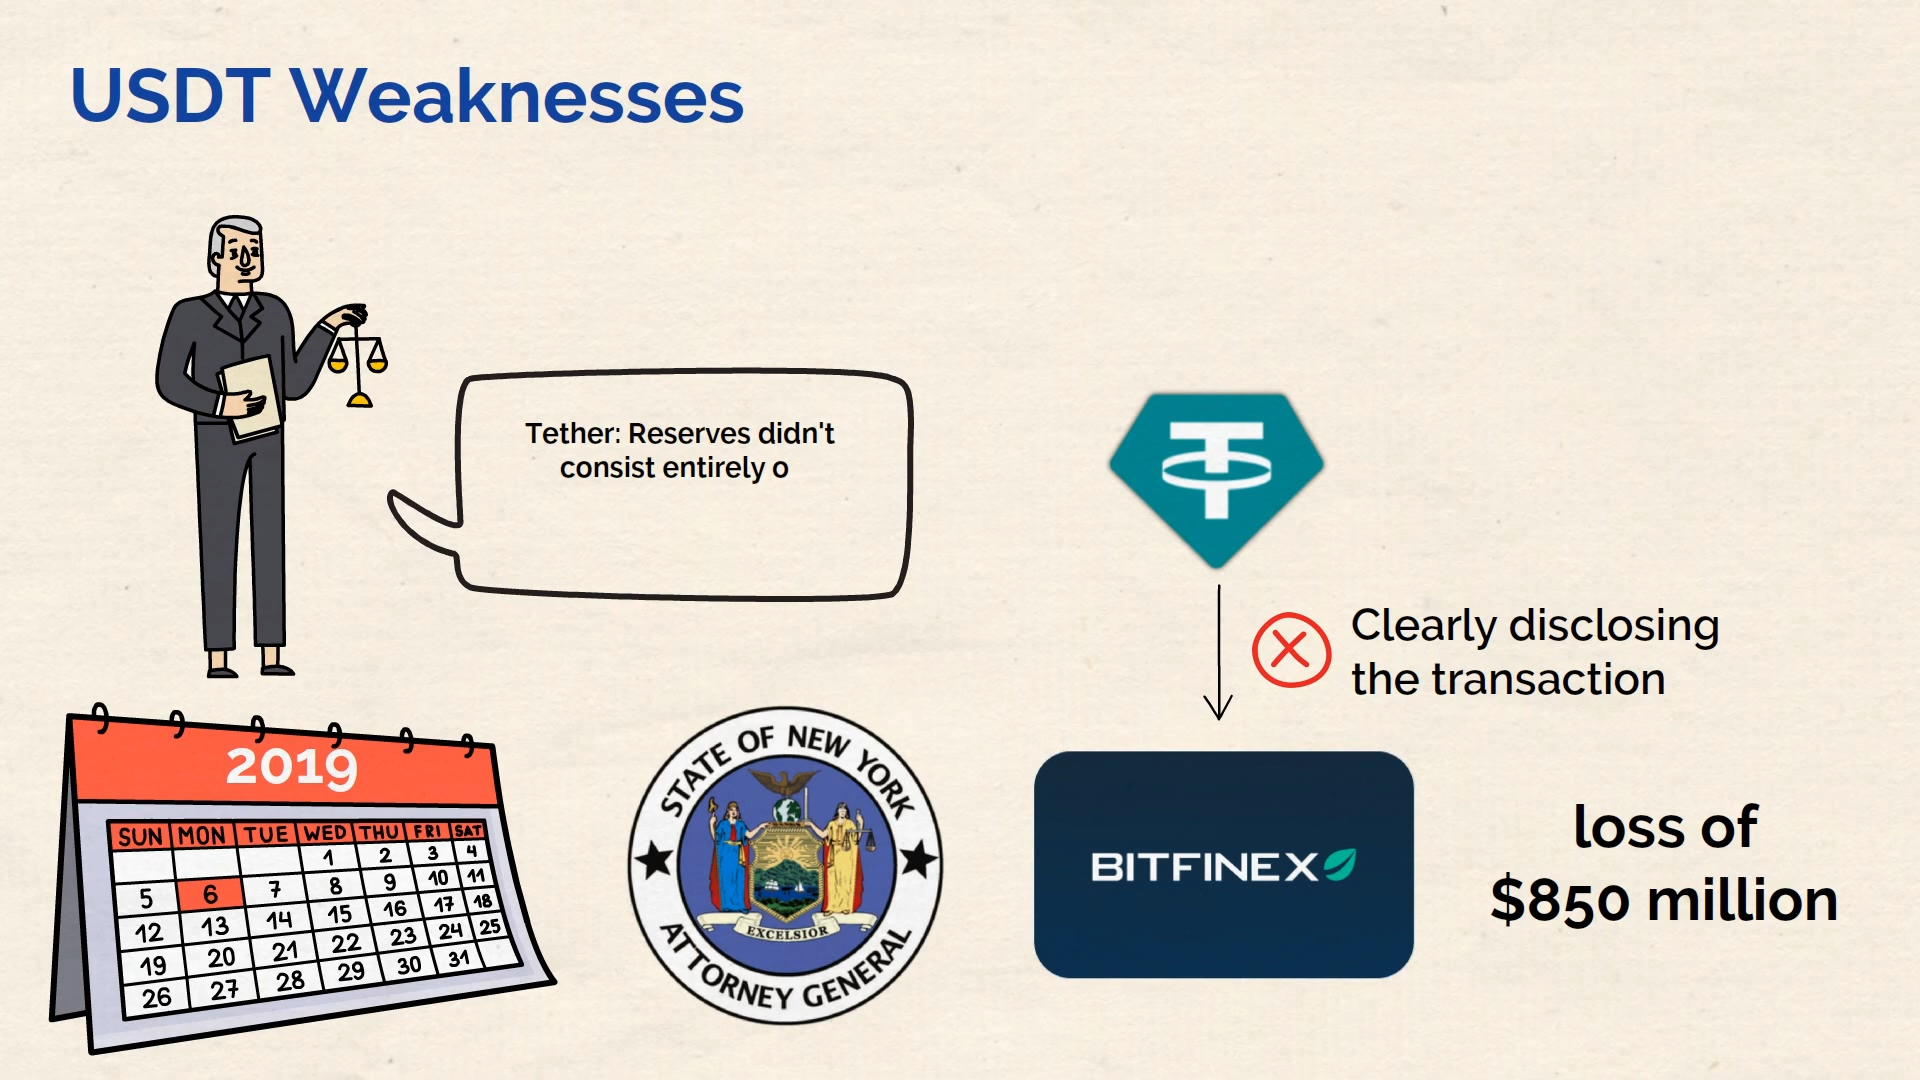 USDT Weaknesses
Tether: Reserves didn't
consist entirely o
Clearly disclosing
the transaction
2019
SUN MON TUE WED THU FRI SAT
1 2 3 4
5 6 7 8 9 10 11
12 13 14 15 16 17 18
19 20 21 22 23 24 25
26 27 28 29 30 31
STATE OF NEW YORK
EXCELSIOR
ATTORNEY GENERAL
BITFINEX
loss of
$850 million